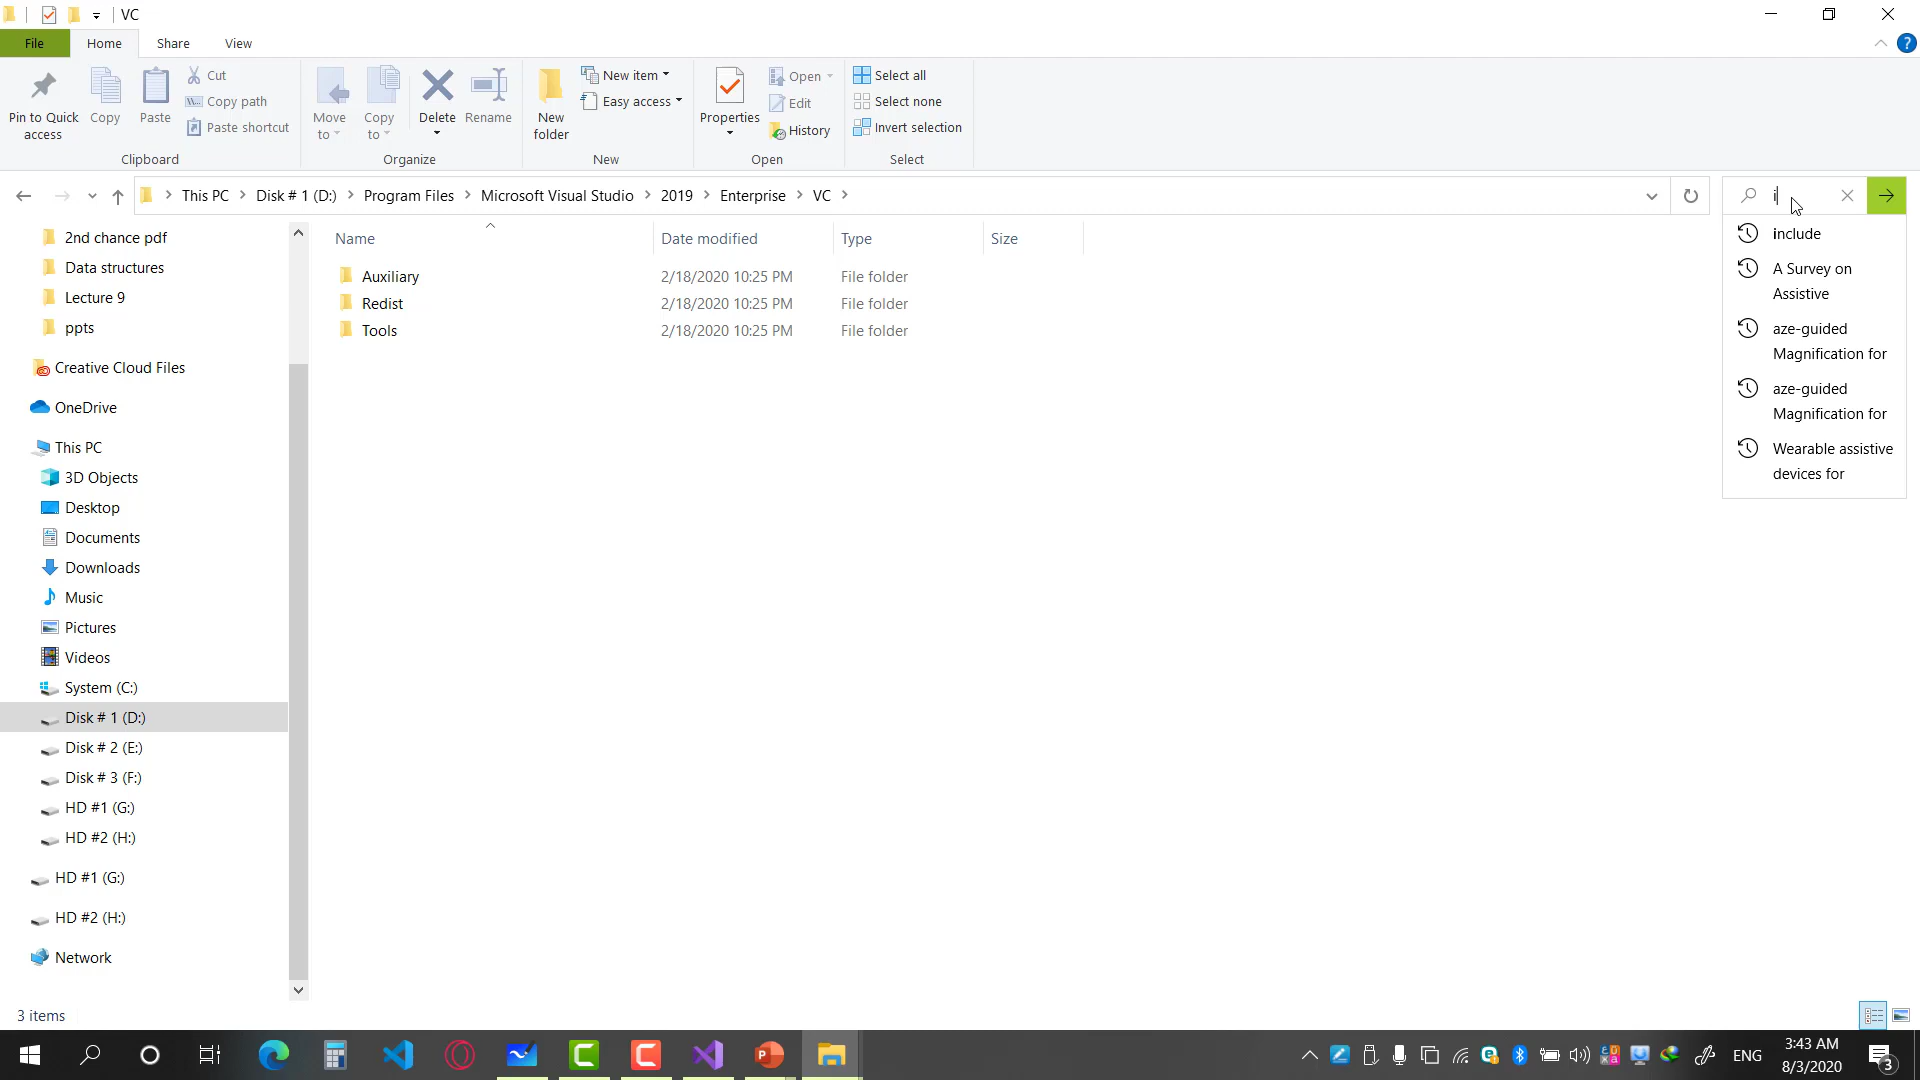 VC
File
Home
Share
View
Pin to Quick
access
Copy
Paste
Cut
Copy path
Paste shortcut
Clipboard
Move
to
Copy
to
Delete
Rename
Organize
New
folder
New item
Easy access
New
Properties
Open
Edit
History
Open
Select all
Select none
Invert selection
Select
This PC
Disk # 1 (D:)
Program Files
Microsoft Visual Studio
2019
Enterprise
VC
i
include
A Survey on
Assistive
aze-guided
Magnification for
aze-guided
Magnification for
Wearable assistive
devices for
Name
Date modified
Type
Size
Auxiliary 2/18/2020 10:25 PM File folder
Redist 2/18/2020 10:25 PM File folder
Tools 2/18/2020 10:25 PM File folder
2nd chance pdf
Data structures
Lecture 9
ppts
Creative Cloud Files
OneDrive
This PC
3D Objects
Desktop
Documents
Downloads
Music
Pictures
Videos
System (C:)
Disk # 1 (D:)
Disk # 2 (E:)
Disk # 3 (F:)
HD #1 (G:)
HD #2 (H:)
HD #1 (G:)
HD #2 (H:)
Network
3 items
ENG
3:43 AM
8/3/2020
3